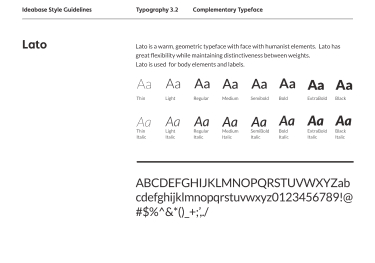 Ideobase Style Guidelines Typography 3.2 Complementary Typeface
Lato
Lato is a warm, geometric typeface with face with humanist elements. Lato has
great flexibility while maintaining distinctiveness between weights.
Lato is used for body elements and labels.
Aa Aa Aa Aa Aa Aa Aa Aa
Thin Light Regular Medium Semibold Bold ExtraBold Black
Aa Aa Aa Aa Aa Aa Aa Aa
Thin Light Regular Medium SemiBold Bold ExtraBold Black
Italic Italic Italic Italic Italic Italic Italic Italic
ABCDEFGHIJKLMNOPQRSTUVWXYZab
cdefghijklmnopqrstuvwxyz0123456789!@
#$%^&*()_+;',./